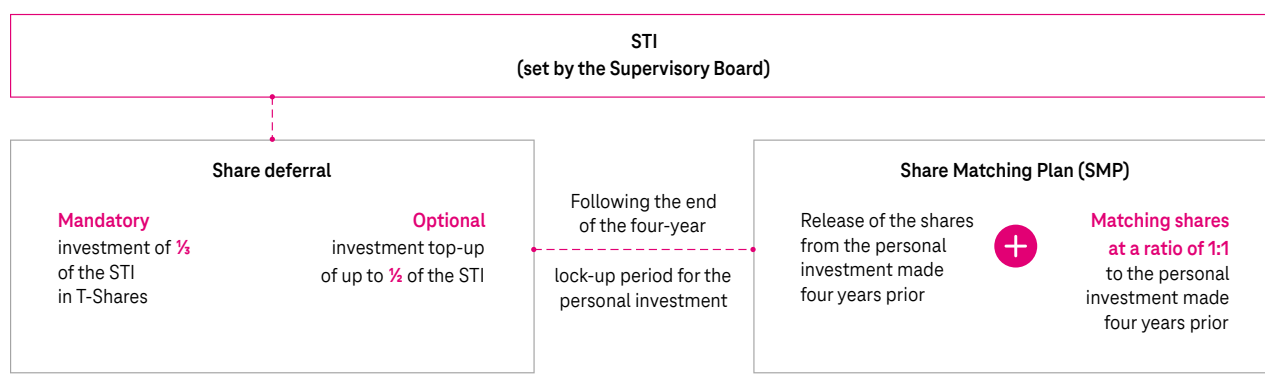 STI
(set by the Supervisory Board)
Share deferral
Mandatory
investment of ⅓
of the STI
in T-Shares
Optional
investment top-up
of up to ½ of the STI
Following the end
of the four-year
lock-up period for the
personal investment
Share Matching Plan (SMP)
Release of the shares
from the personal
investment made
four years prior
+
Matching shares
at a ratio of 1:1
to the personal
investment made
four years prior